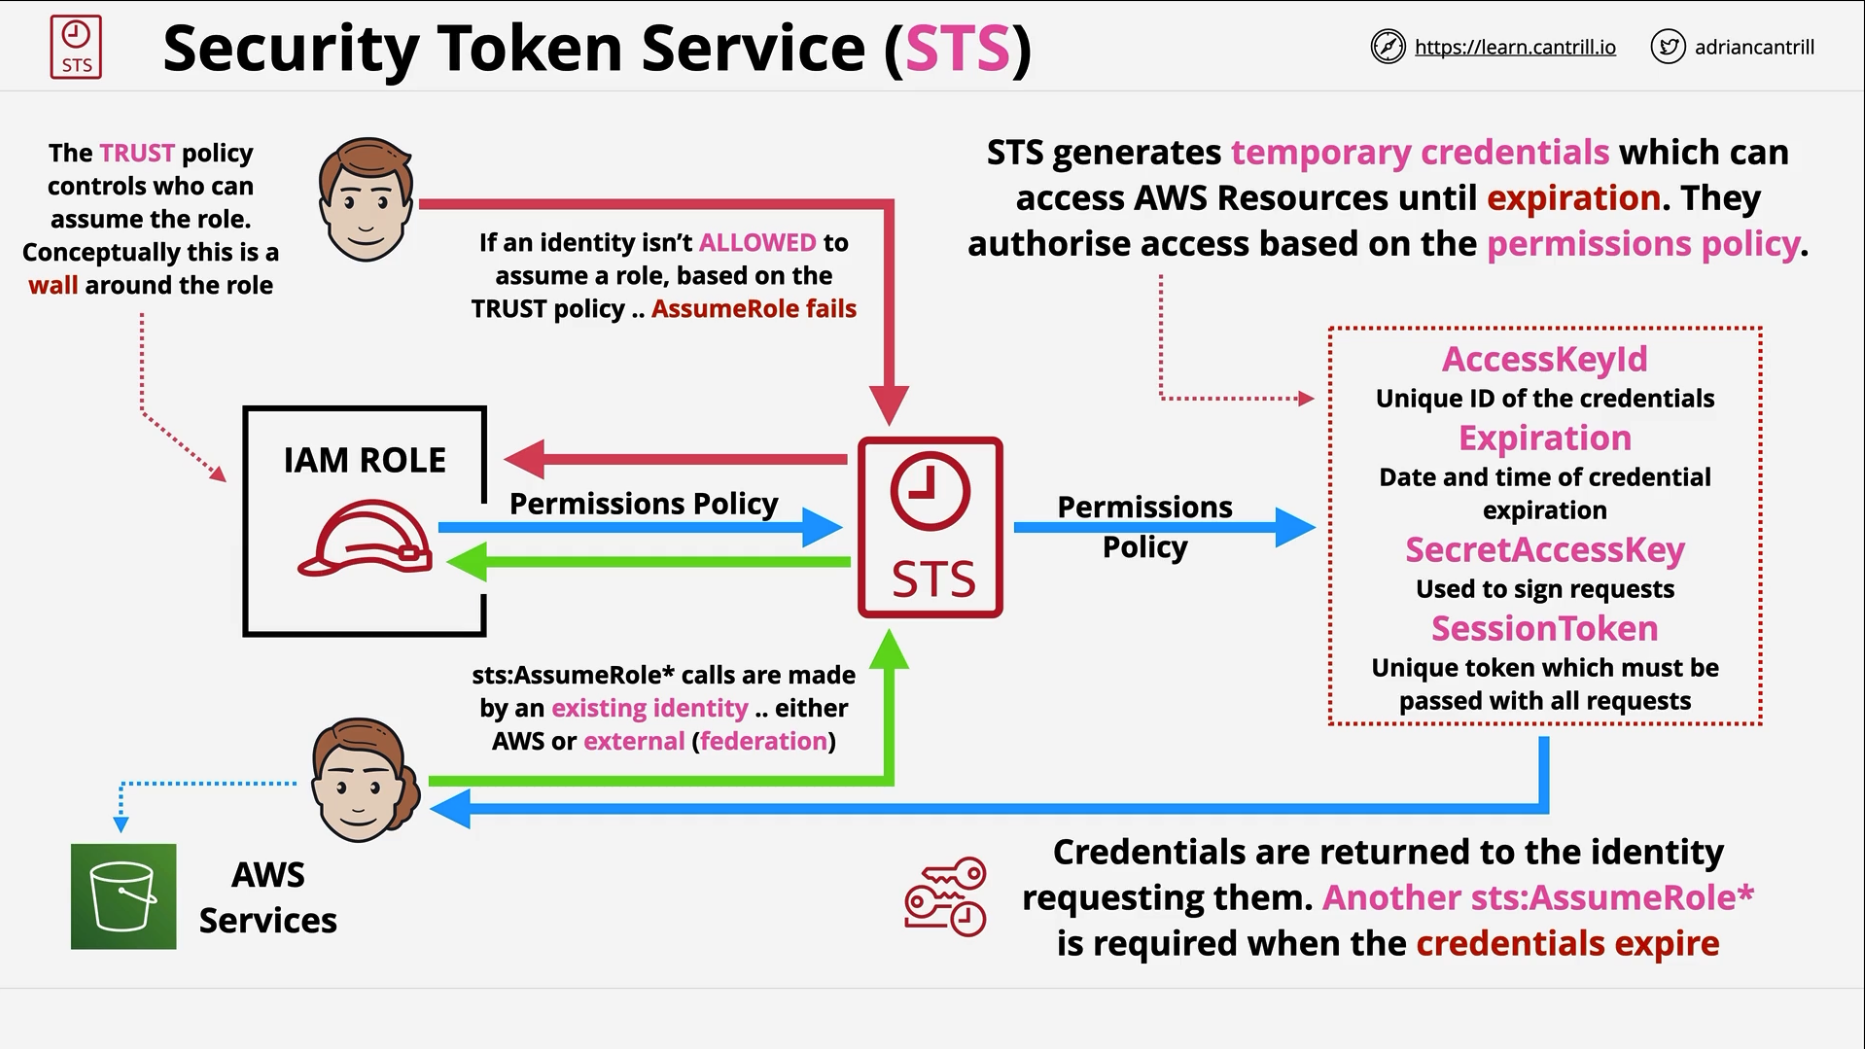 STS
Security Token Service (STS)
https://learn.cantrill.io
adriancantrill
The TRUST policy
controls who can
assume the role.
Conceptually this is a
wall around the role
If an identity isn’t ALLOWED to
assume a role, based on the
TRUST policy .. AssumeRole fails
STS generates temporary credentials which can
access AWS Resources until expiration. They
authorise access based on the permissions policy.
IAM ROLE
Permissions Policy
STS
Permissions
Policy
AccessKeyId
Unique ID of the credentials
Expiration
Date and time of credential
expiration
SecretAccessKey
Used to sign requests
SessionToken
Unique token which must be
passed with all requests
sts:AssumeRole* calls are made
by an existing identity .. either
AWS or external (federation)
AWS
Services
Credentials are returned to the identity
requesting them. Another sts:AssumeRole*
is required when the credentials expire